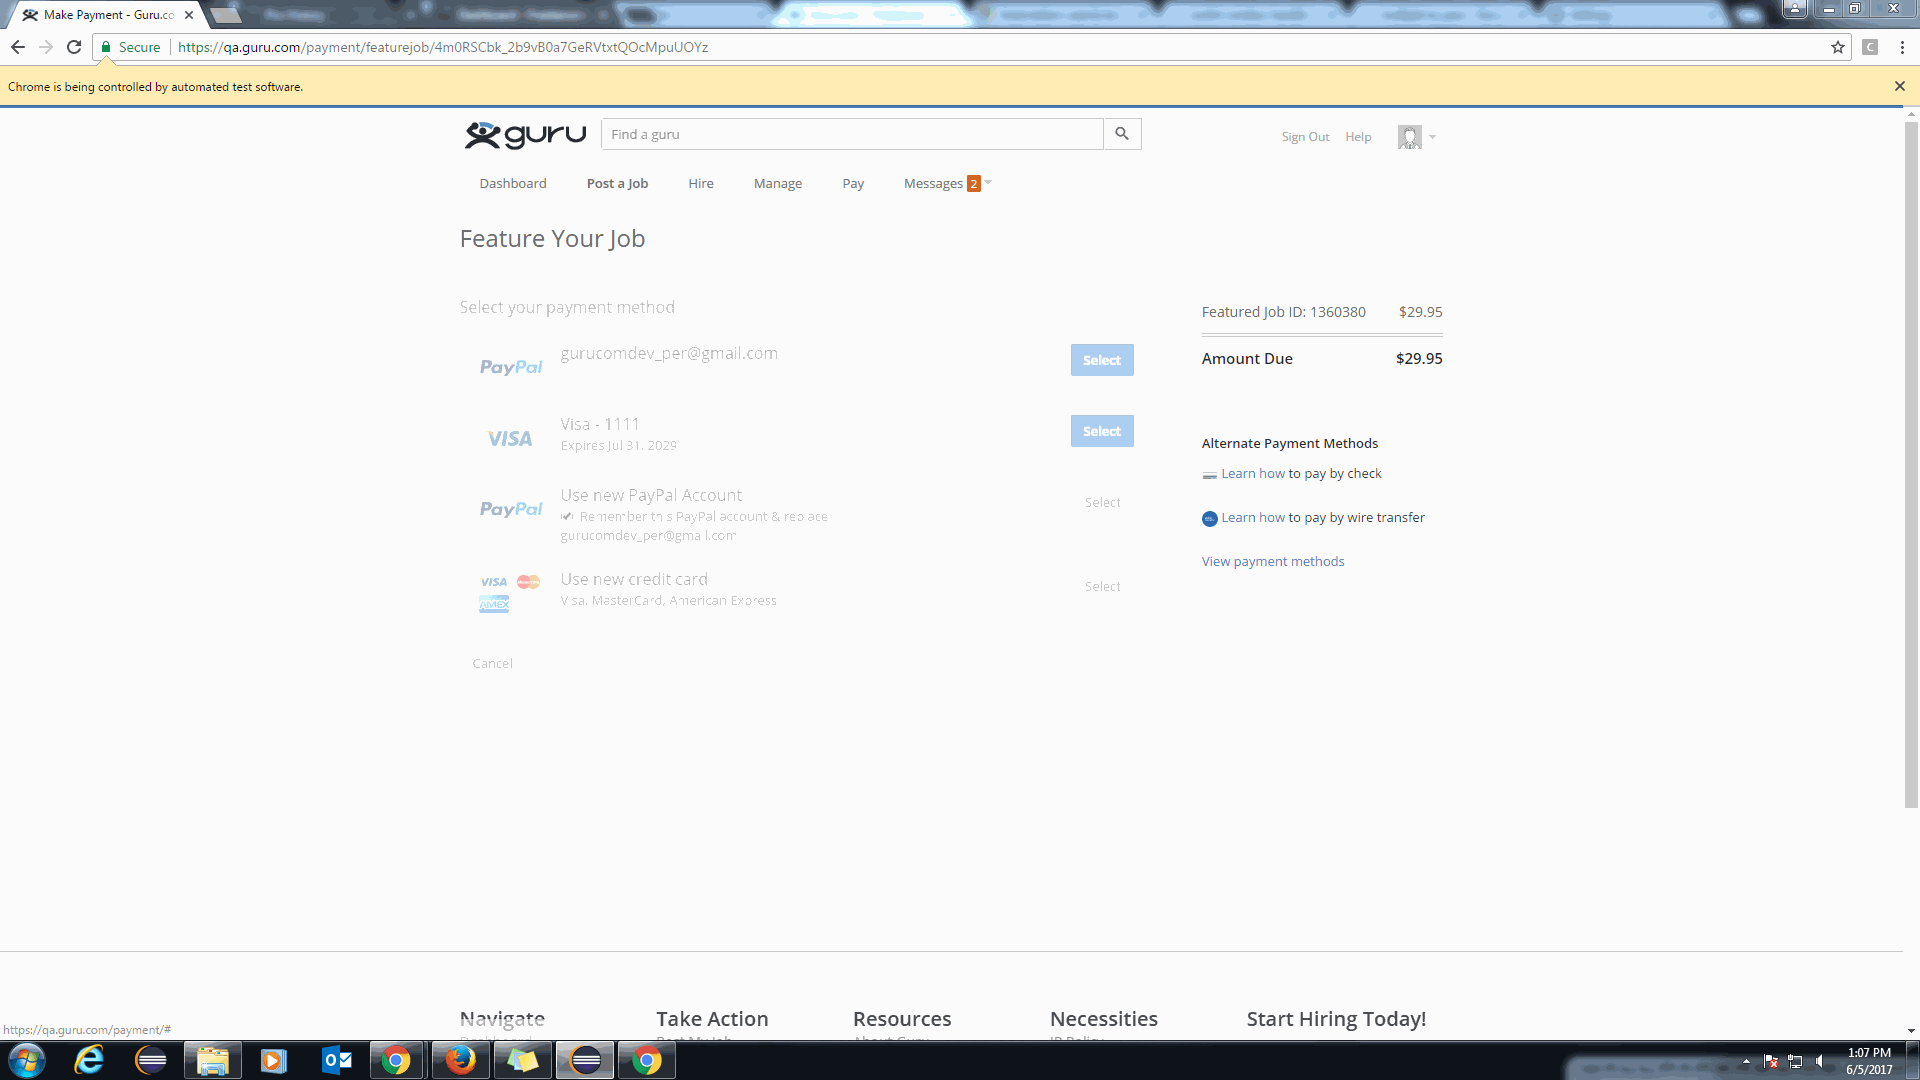 Make Payment - Guru.co
Secure
https://qa.guru.com/payment/featurejob/4m0RSCbk_2b9vB0a7GeRVtxtQOcMpuUOYz
C
Chrome is being controlled by automated test software.
guru
Find a guru
Sign Out
Help
Dashboard
Post a Job
Hire
Manage
Pay
Messages 2
Feature Your Job
Select your payment method
PayPal
gurucomdev_per@gmail.com
Select
VISA
Visa - 1111
Expires Jul 31, 2029
Select
PayPal
Use new PayPal Account
Remember this PayPal account & replace
gurucomdev_per@gmail.com
Select
VISA
AMEX
Use new credit card
Visa, MasterCard, American Express
Select
Cancel
Featured Job ID: 1360380 $29.95
Amount Due $29.95
Alternate Payment Methods
Learn how to pay by check
Learn how to pay by wire transfer
View payment methods
Navigate
Take Action
Resources
Necessities
Start Hiring Today!
https://qa.guru.com/payment/#
1:07 PM
6/5/2017